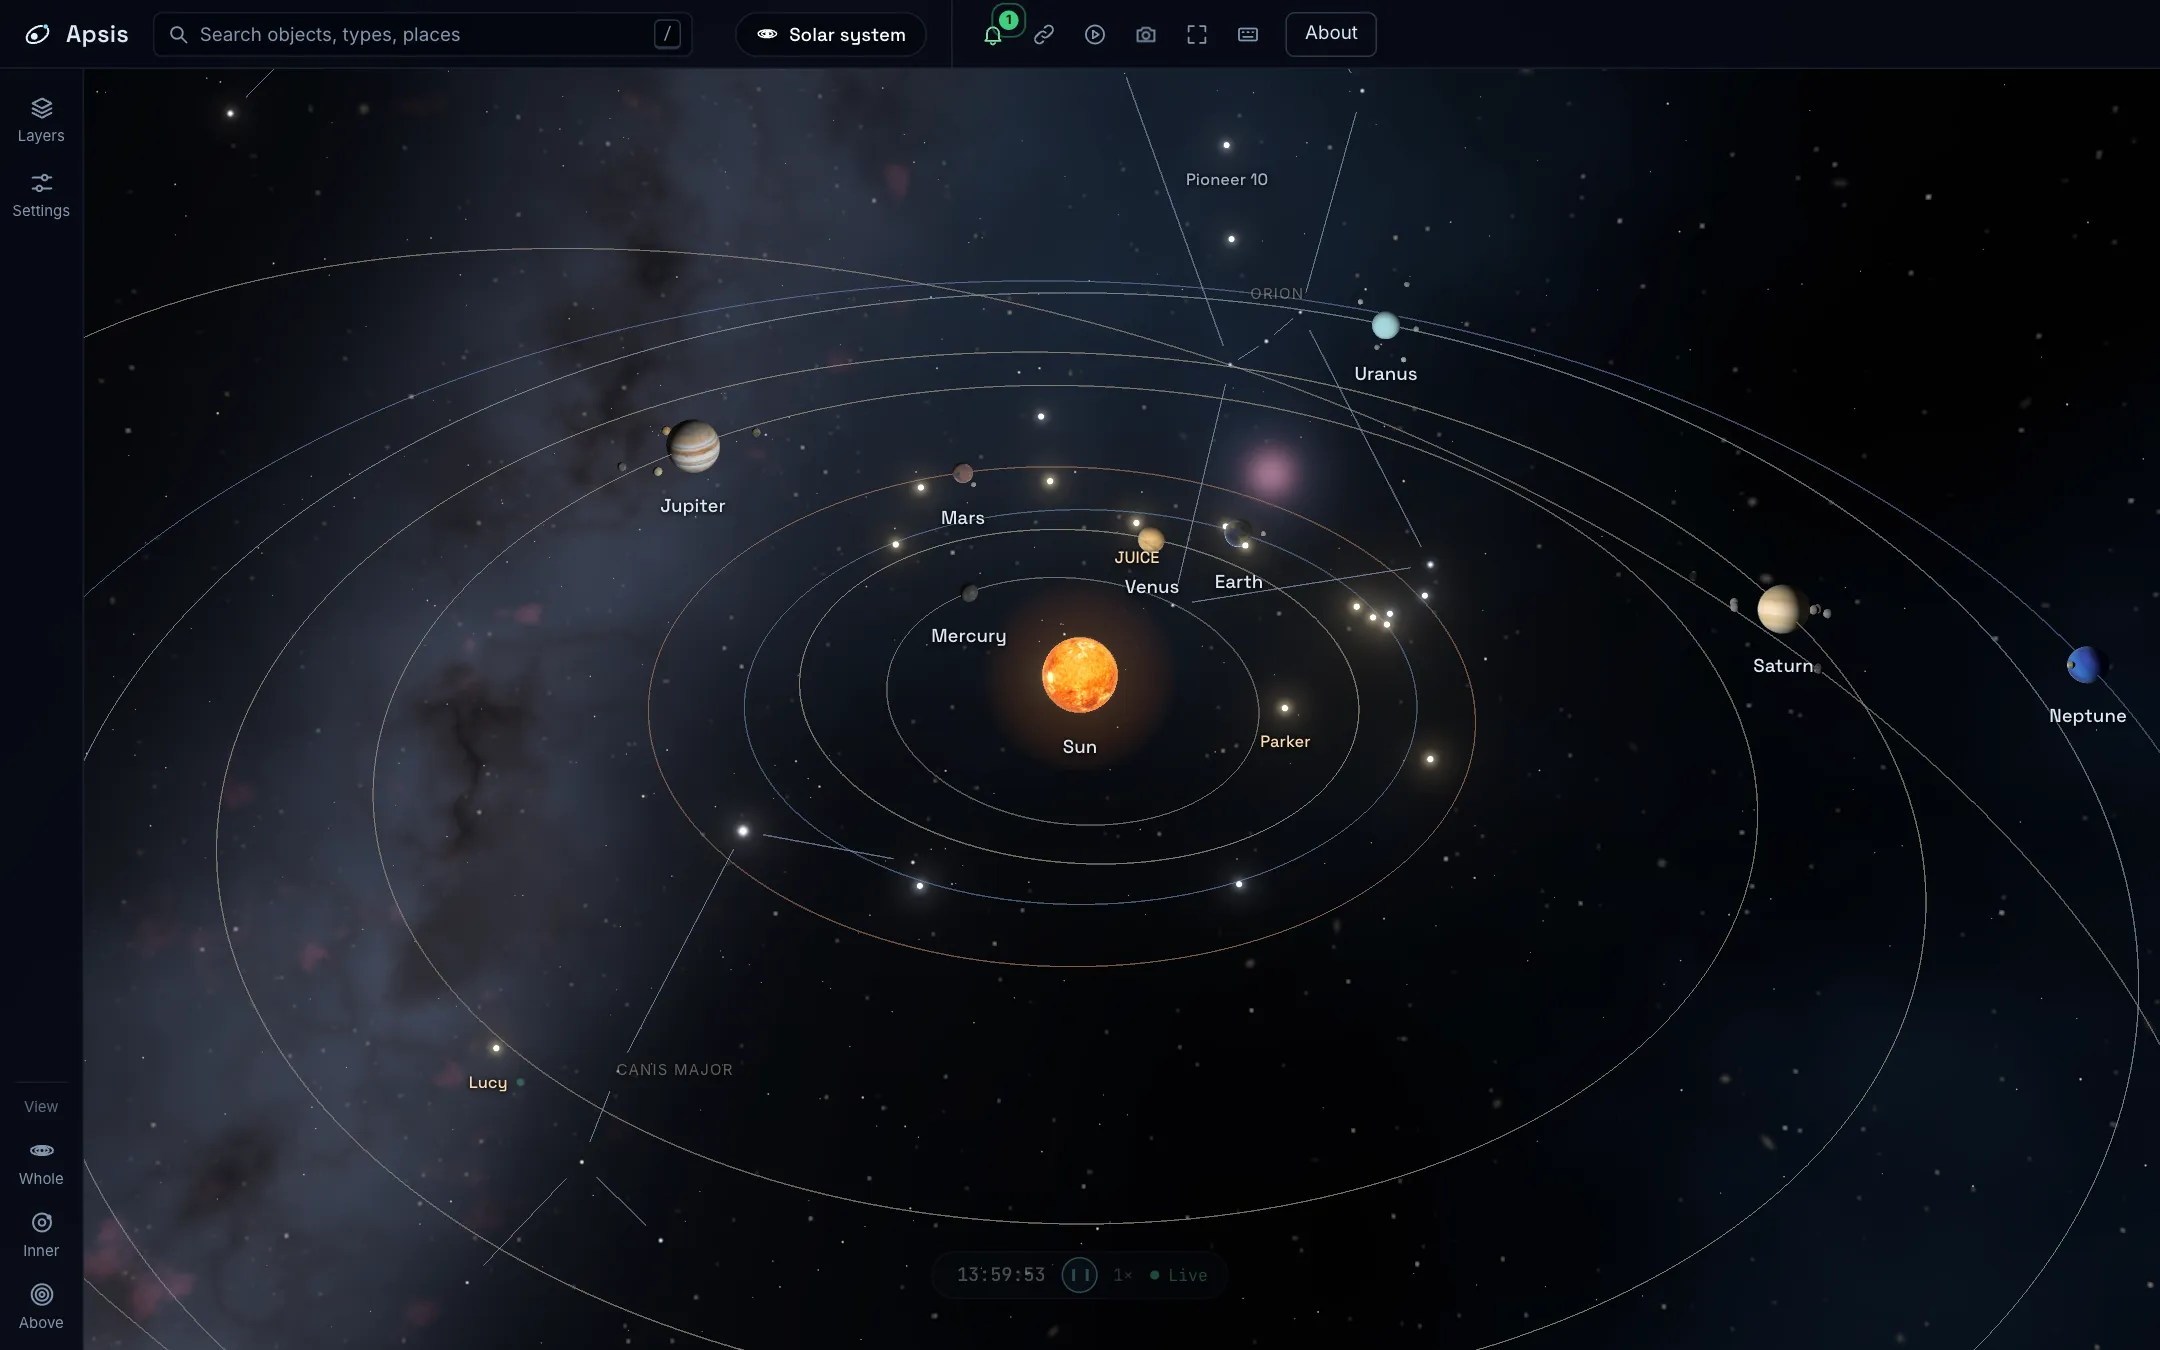 Apsis
Search objects, types, places
/
Solar system
1
About
Layers
Settings
Pioneer 10
ORION
Uranus
Jupiter
Mars
JUICE
Venus
Earth
Mercury
Saturn
Neptune
Sun
Parker
Lucy
CANIS MAJOR
View
Whole
Inner
Above
13:59:53
1×
Live